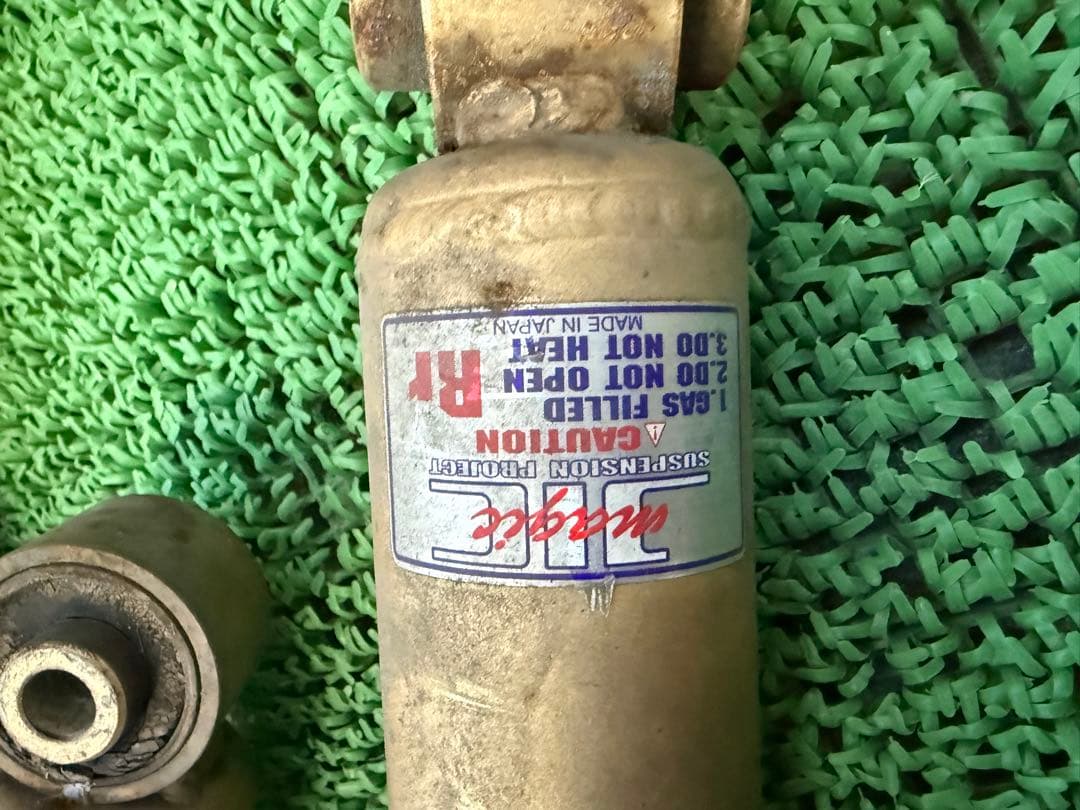 magic
JIC
SUSPENSION PROJECT
CAUTION
1.GAS FILLED
2.DO NOT OPEN Rr
3.DO NOT HEAT
MADE IN JAPAN